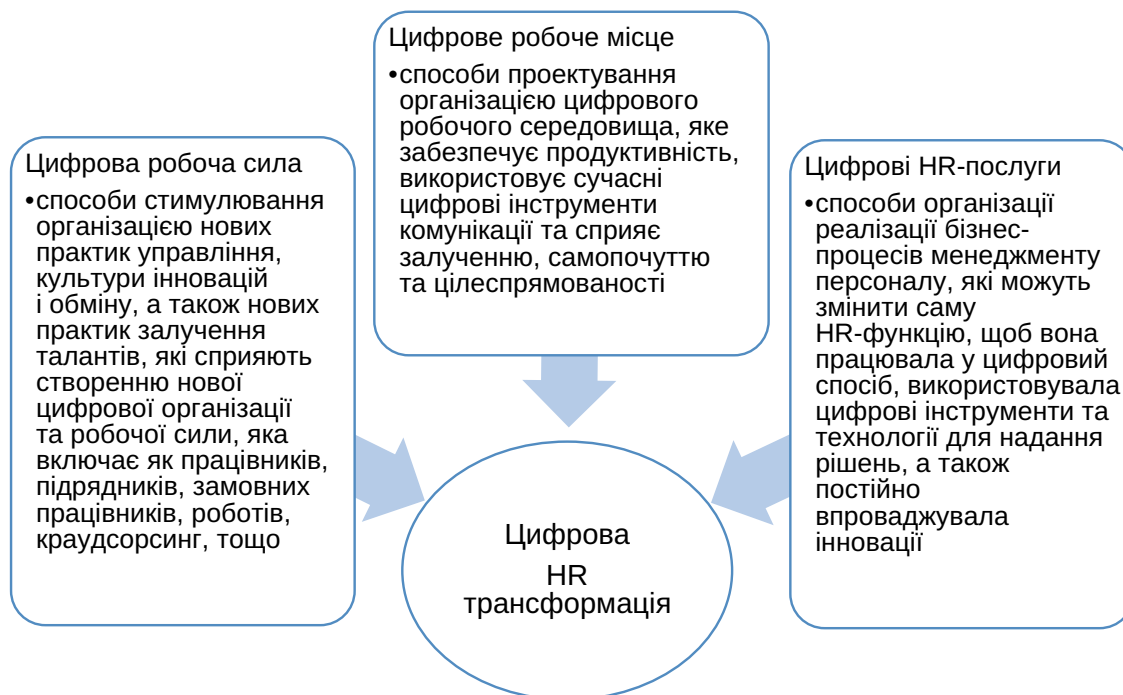 Цифрова робоча сила
•способи стимулювання
організацією нових
практик управління,
культури інновацій
і обміну, а також нових
практик залучення
талантів, які сприяють
створенню нової
цифрової організації
та робочої сили, яка
включає як працівників,
підрядників, замовних
працівників, роботів,
краудсорсинг, тощо
Цифрове робоче місце
•способи проектування
організацією цифрового
робочого середовища, яке
забезпечує продуктивність,
використовує сучасні
цифрові інструменти
комунікації та сприяє
залученню, самопочуттю
та цілеспрямованості
Цифрові HR-послуги
•способи організації
реалізації бізнес-
процесів менеджменту
персоналу, які можуть
змінити саму
HR-функцію, щоб вона
працювала у цифровий
спосіб, використовувала
цифрові інструменти та
технології для надання
рішень, а також
постійно
впроваджувала
інновації
Цифрова
HR
трансформація